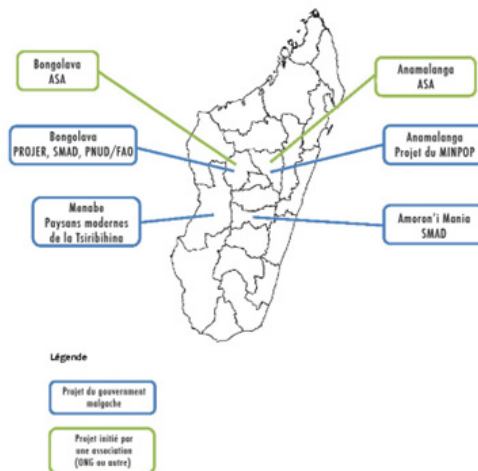 Bongolava
ASA
Anamalanga
ASA
Bongolava
PROJER, SMAD, PNUD/FAO
Anamalanga
Projet du MINPOP
Menabe
Paysans modernes
de la Tsiribihina
Amoron'i Mania
SMAD
Légende
Projet du gouvernement
malgache
Projet initié par
une association
(ONG ou autre)